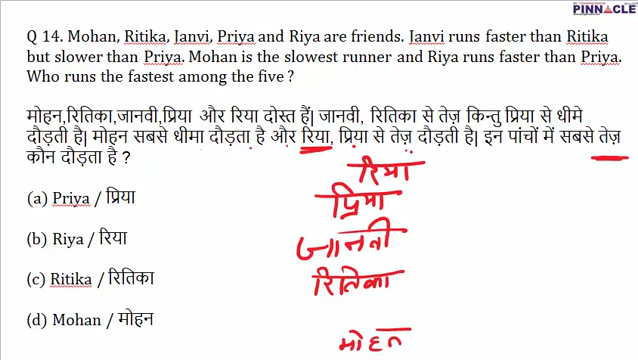 PINNACLE
Q 14. Mohan, Ritika, Janvi, Priya and Riya are friends. Janvi runs faster than Ritika
but slower than Priya. Mohan is the slowest runner and Riya runs faster than Priya.
Who runs the fastest among the five ?
मोहन,रितिका,जानवी,प्रिया और रिया दोस्त हैं| जानवी, रितिका से तेज़ किन्तु प्रिया से धीमे
दौड़ती है| मोहन सबसे धीमा दौड़ता है और रिया, प्रिया से तेज़ दौड़ती है| इन पांचों में सबसे तेज़
कौन दौड़ता है ?
रिया
प्रिया
(a) Priya / प्रिया
जानवी
(b) Riya / रिया
रितिका
(c) Ritika / रितिका
(d) Mohan / मोहन
मोहन